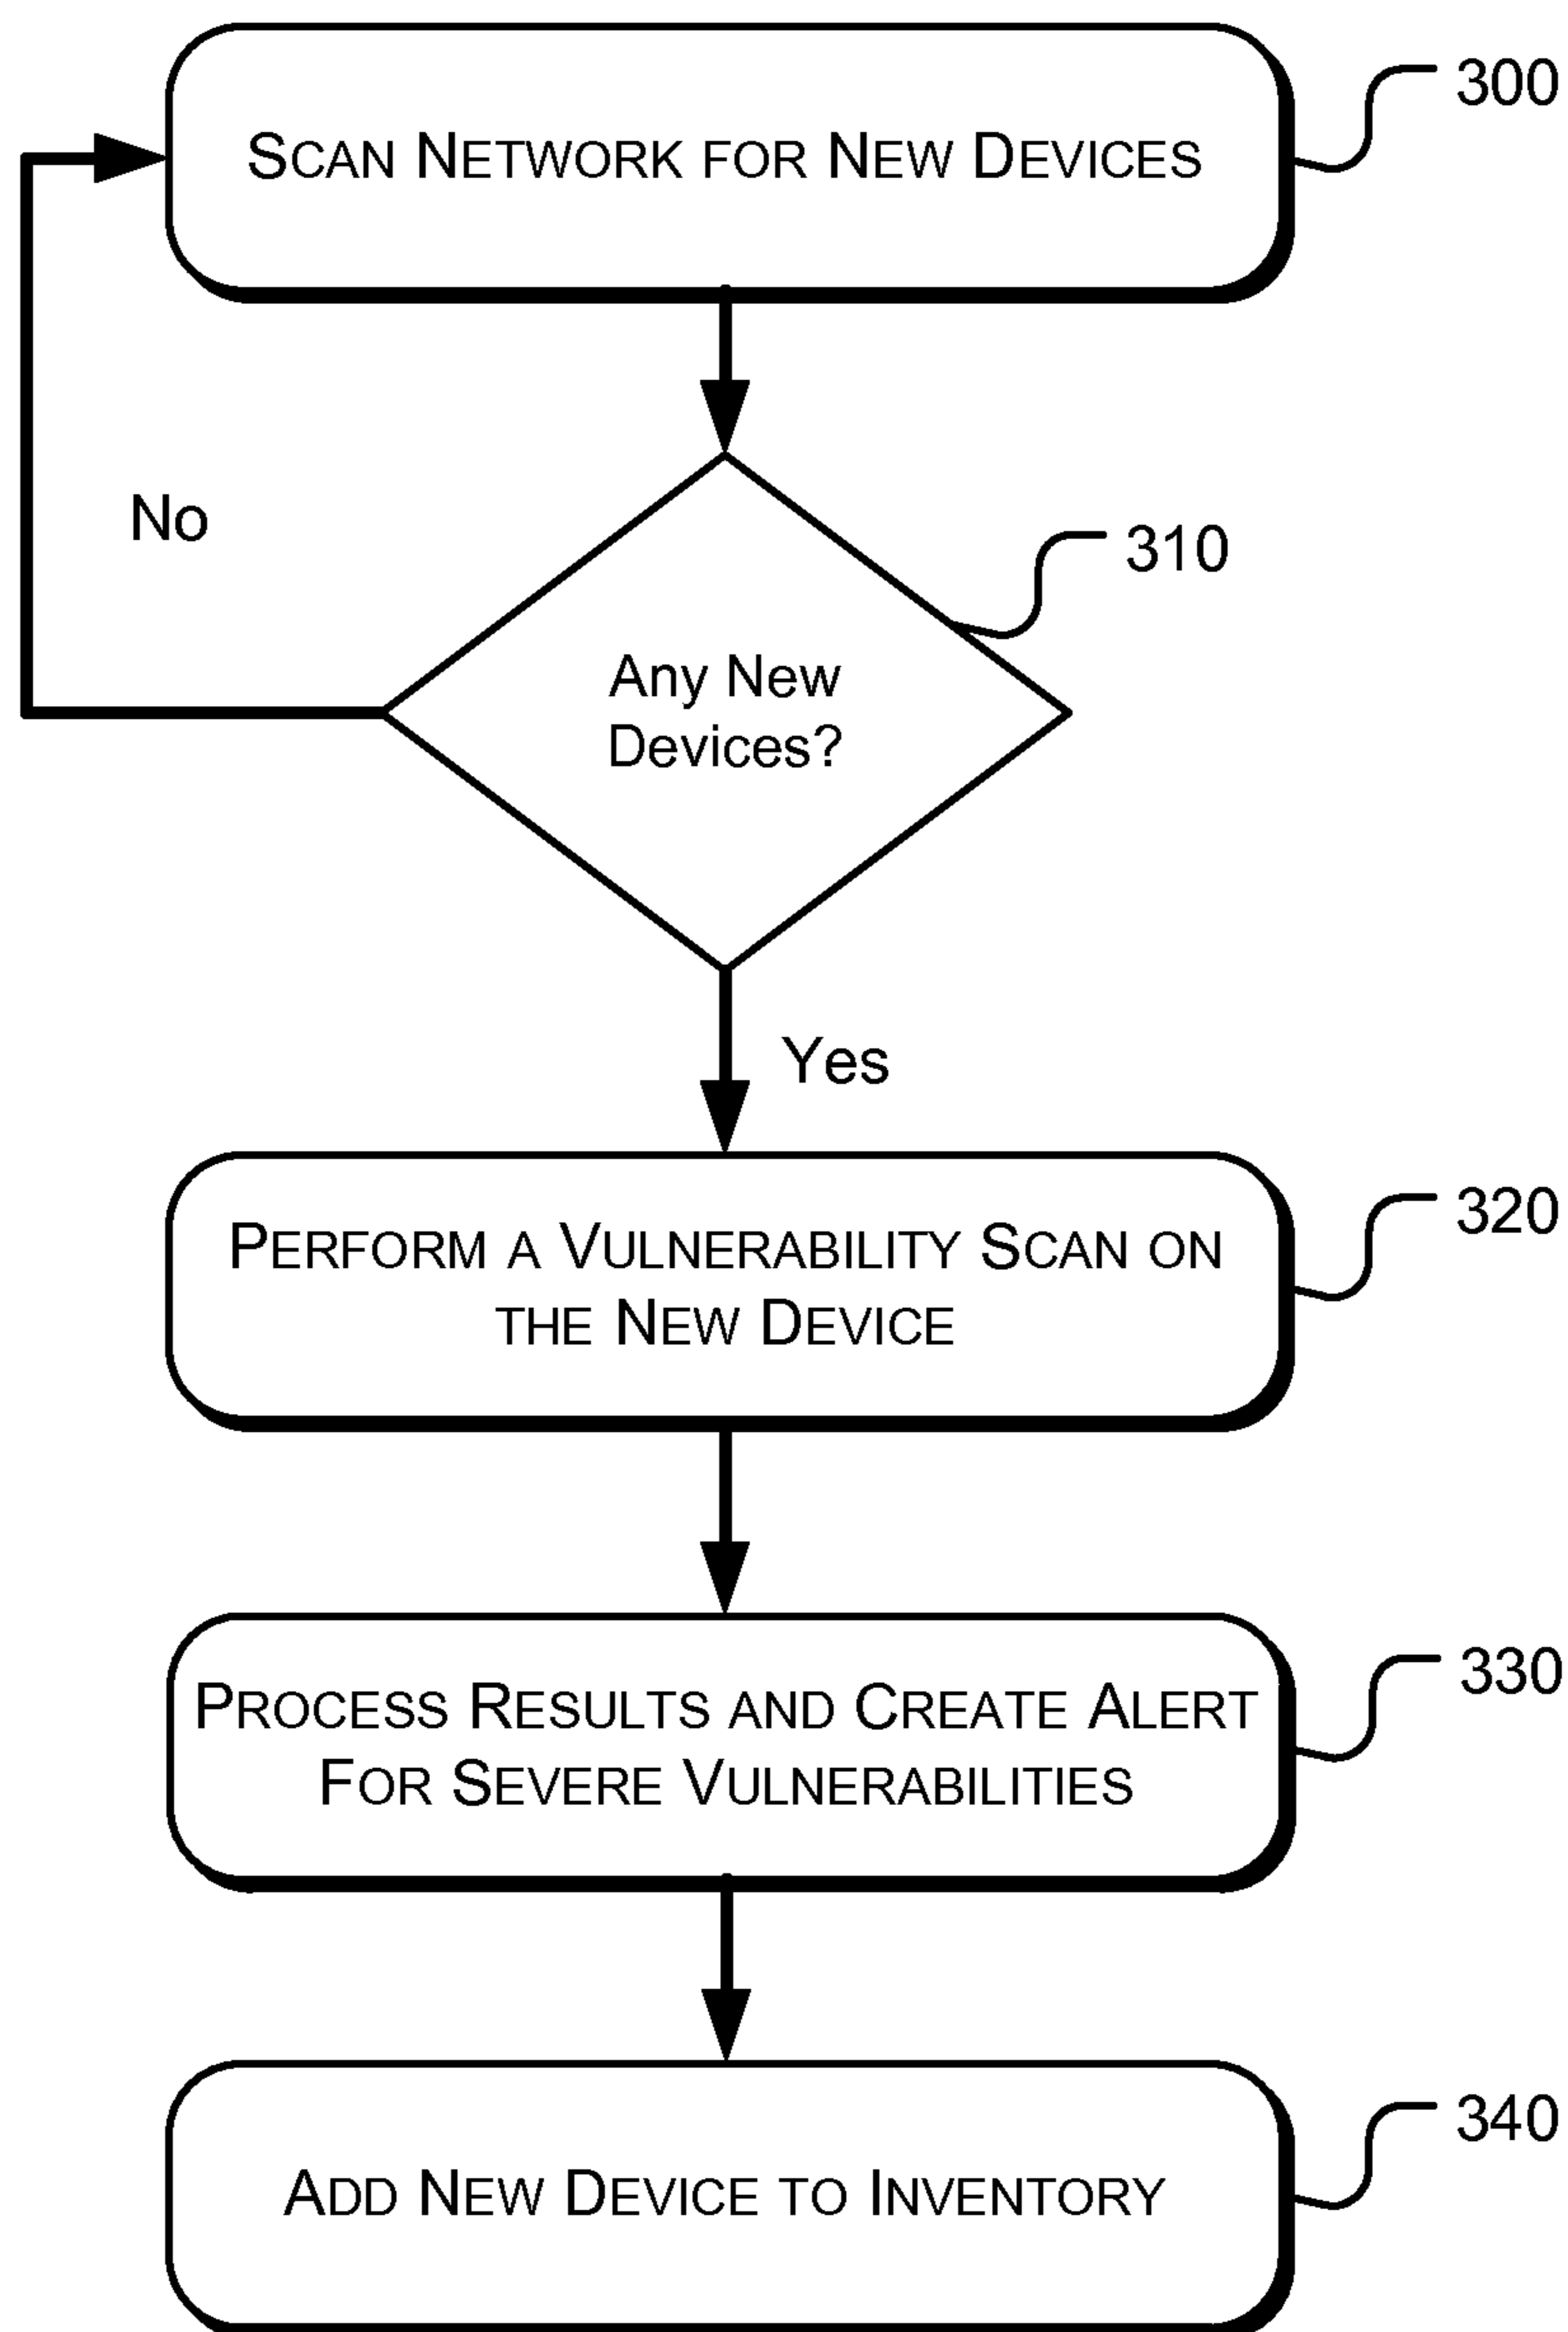 SCAN NETWORK FOR NEW DEVICES
300
No
310
Any New
Devices?
Yes
PERFORM A VULNERABILITY SCAN ON
THE NEW DEVICE
320
PROCESS RESULTS AND CREATE ALERT
FOR SEVERE VULNERABILITIES
330
ADD NEW DEVICE TO INVENTORY
340